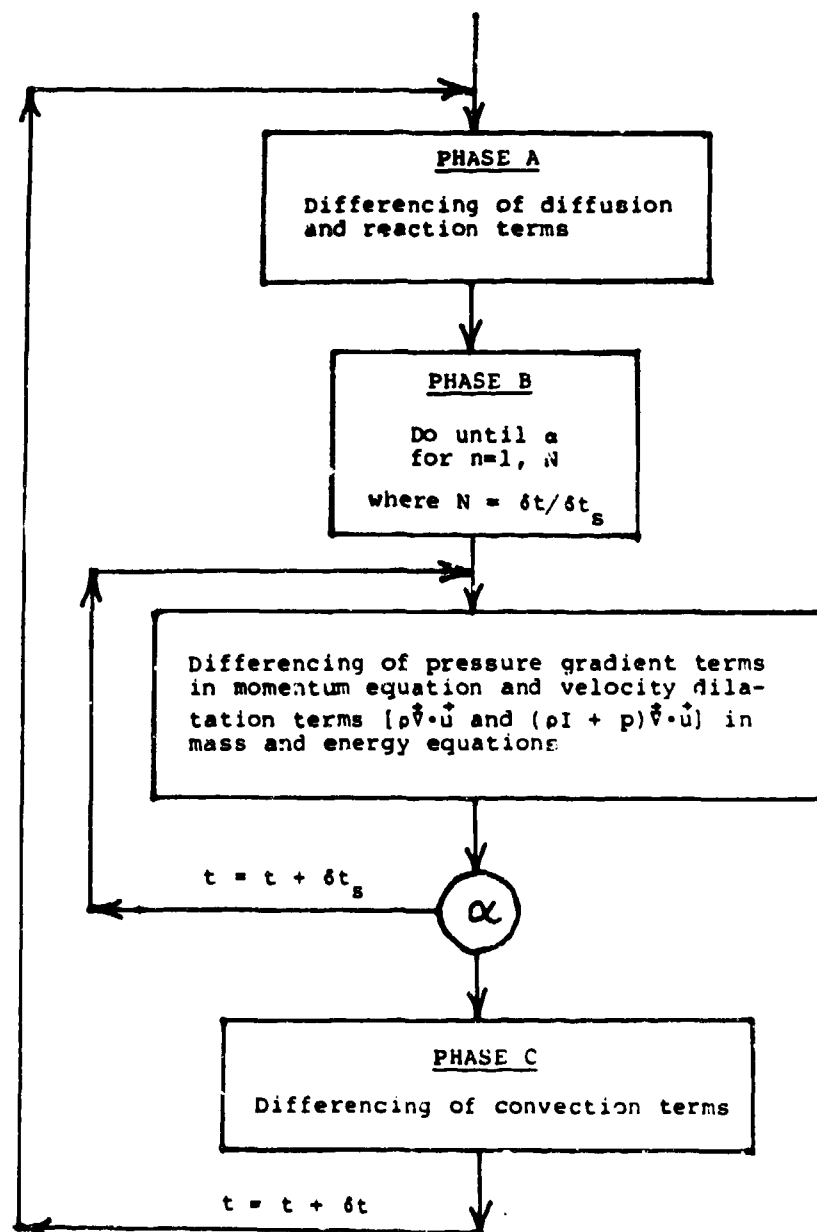 PHASE A
Differencing of diffusion
and reaction terms
PHASE B
Do until α
for n=1, N
where N = δt/δt_s
Differencing of pressure gradient terms
in momentum equation and velocity dila-
tation terms [ρ∇⃗·u⃗ and (ρI + p)∇⃗·u⃗] in
mass and energy equations
t = t + δt_s
α
PHASE C
Differencing of convection terms
t = t + δt